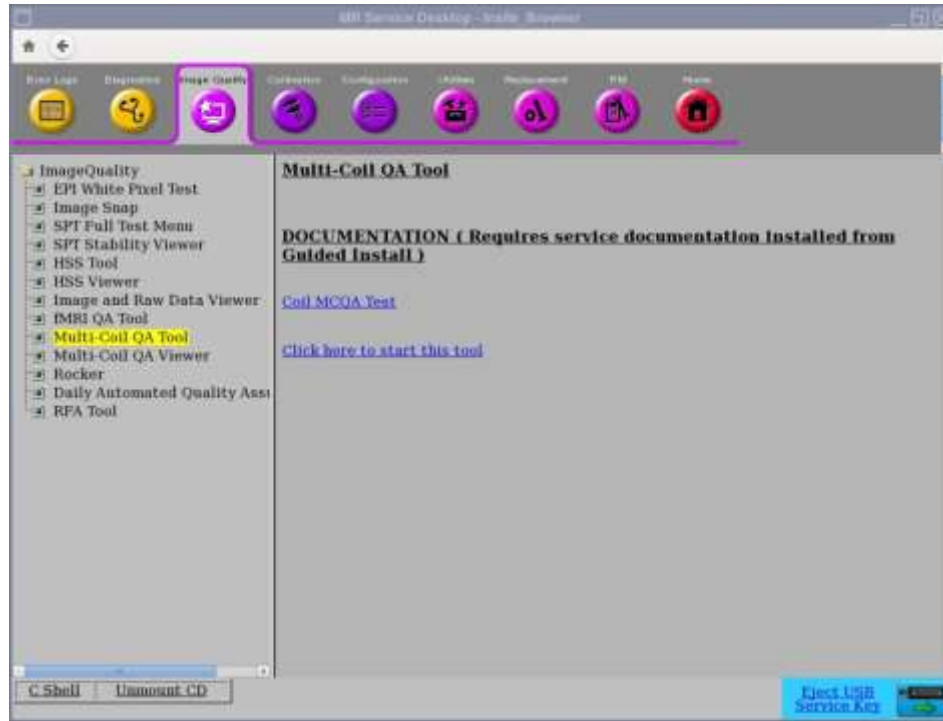 MR Service Desktop - Insite_Browser
Error Logs Diagnostics Image Quality Calibration Configuration Utilities Replacement PM Home
ImageQuality
EPI White Pixel Test
Image Snap
SPT Full Test Menu
SPT Stability Viewer
HSS Tool
HSS Viewer
Image and Raw Data Viewer
fMRI QA Tool
Multi-Coil QA Tool
Multi-Coil QA Viewer
Rocker
Daily Automated Quality Assu
RFA Tool
Multi-Coil QA Tool
DOCUMENTATION ( Requires service documentation installed from
Guided Install )
Coil MCQA Test
Click here to start this tool
C Shell Unmount CD
Eject USB
Service Key